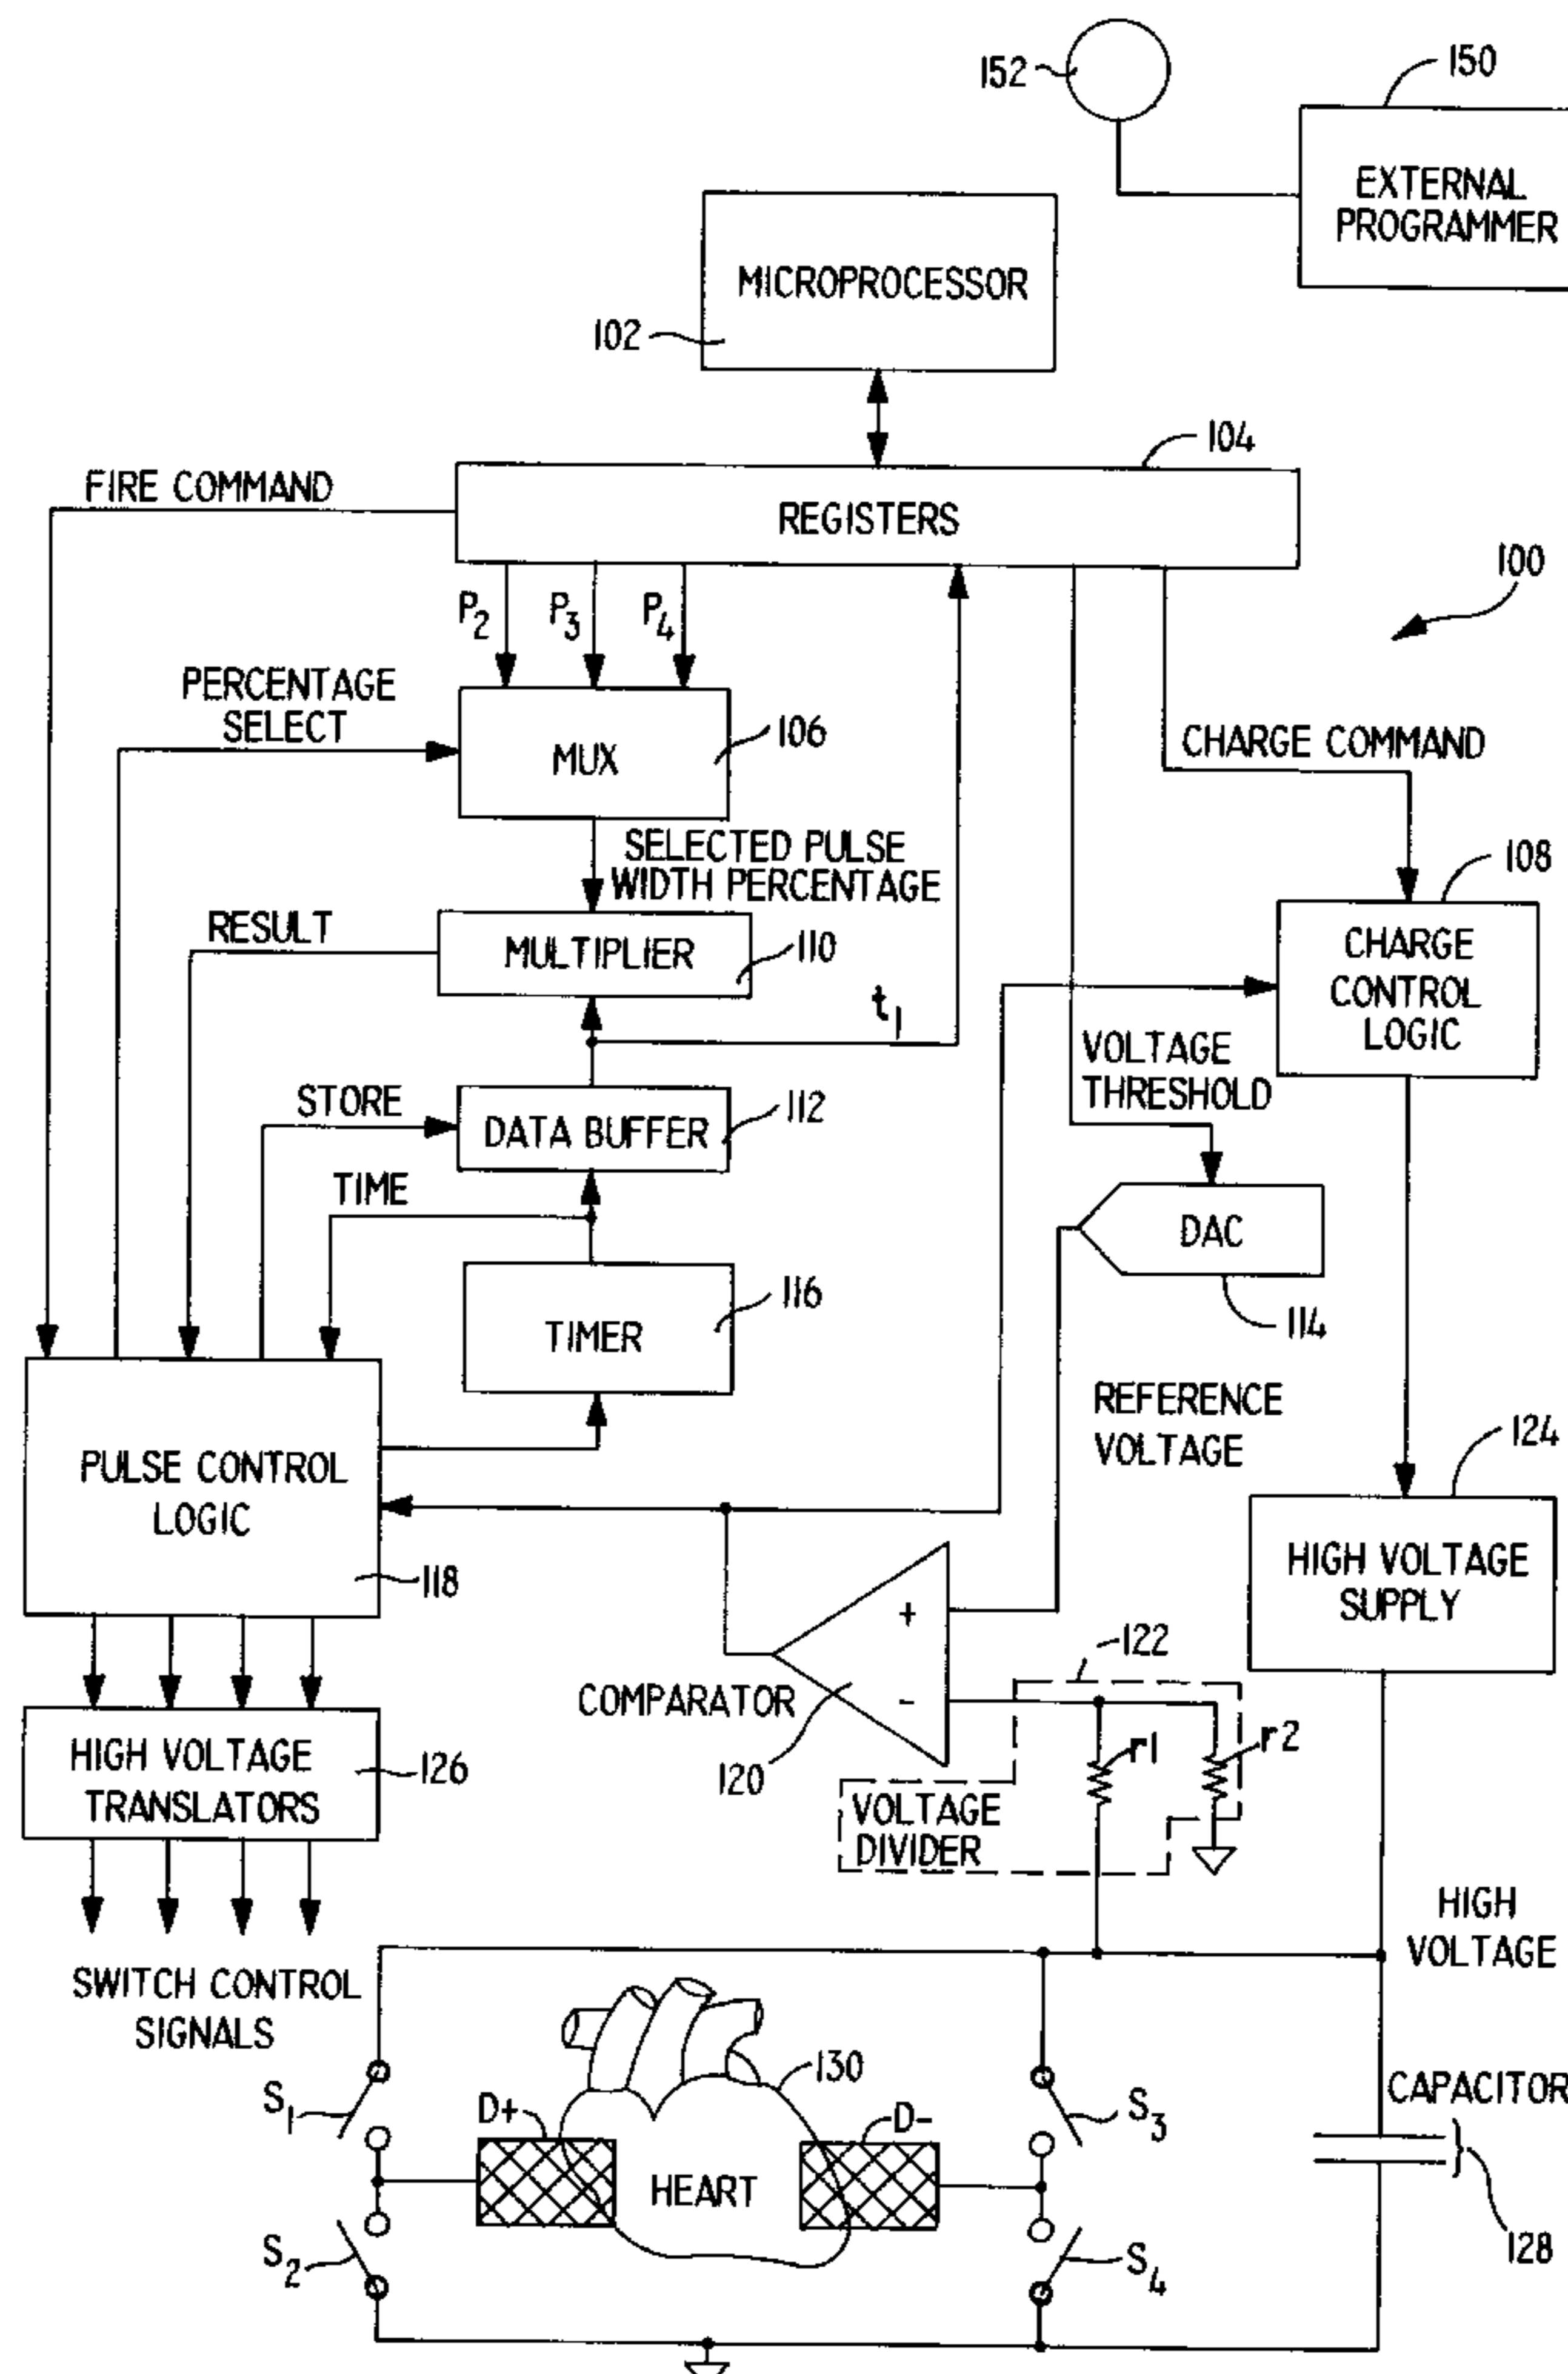 152
150
EXTERNAL
PROGRAMMER
MICROPROCESSOR
102
104
FIRE COMMAND
REGISTERS
100
P2
P3
P4
PERCENTAGE
SELECT
MUX
106
CHARGE COMMAND
SELECTED PULSE
WIDTH PERCENTAGE
108
RESULT
MULTIPLIER
110
CHARGE
CONTROL
LOGIC
t1
VOLTAGE
THRESHOLD
STORE
DATA BUFFER
112
TIME
DAC
114
TIMER
116
REFERENCE
VOLTAGE
124
PULSE CONTROL
LOGIC
118
HIGH VOLTAGE
SUPPLY
+
-
122
COMPARATOR
120
r1
r2
HIGH VOLTAGE
TRANSLATORS
126
VOLTAGE
DIVIDER
HIGH
VOLTAGE
SWITCH CONTROL
SIGNALS
130
CAPACITOR
S1
D+
D-
S3
HEART
128
S2
S4